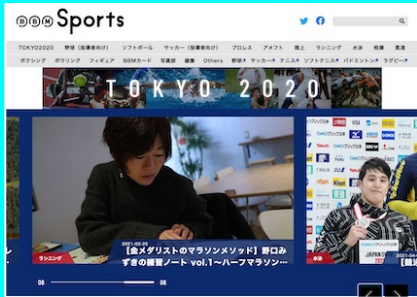 BBM Sports
TOKYO2020 野球（指導者向け） ソフトボール サッカー（指導者向け） プロレス アメフト 陸上 ランニング 水泳 相撲 柔道
ボクシング ボウリング フィギュア BBMカード 写真部 健康 Others 野球 サッカー テニス ソフトテニス バドミントン ラグビー
TOKYO 2020
2021-02-25
【金メダリストのマラソンメソッド】野口み
ずきの練習ノート vol.1〜ハーフマラソン…
ランニング
水泳
【競
06
06